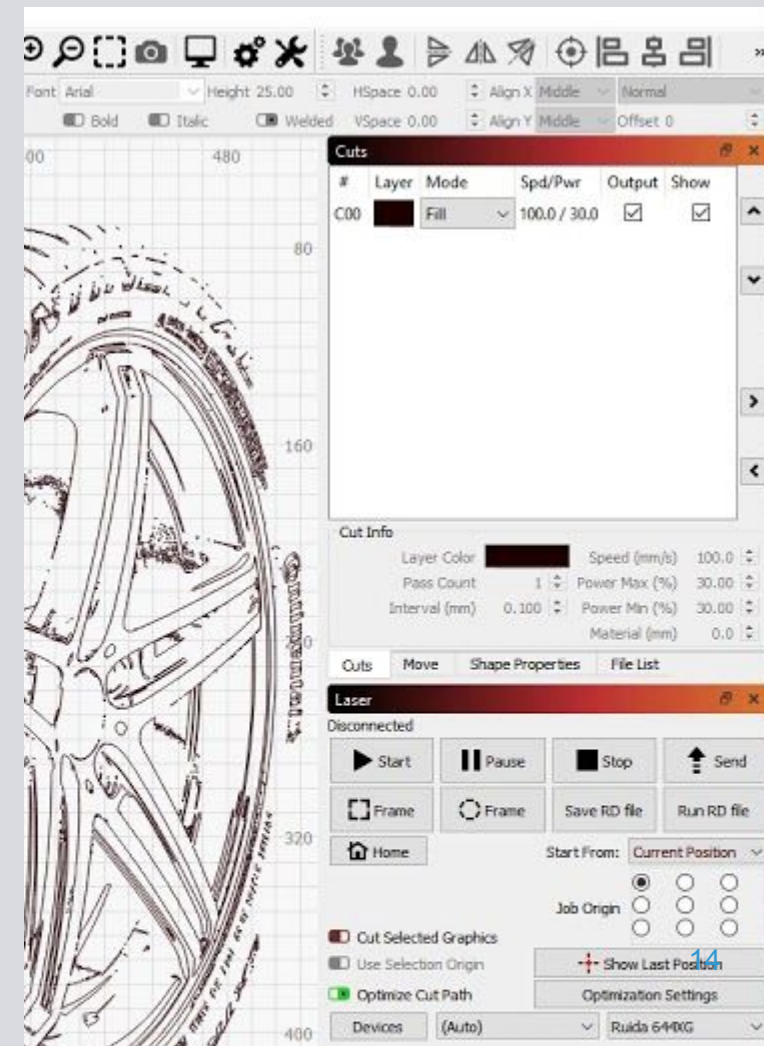 Font Arial Height 25.00 HSpace 0.00 Align X Middle Normal
Bold Italic Welded VSpace 0.00 Align Y Middle Offset 0
00 480
80
160
320
400
Continental
Cuts
# Layer Mode Spd/Pwr Output Show
C00 Fill 100.0 / 30.0
Cut Info
Layer Color Speed (mm/s) 100.0
Pass Count 1 Power Max (%) 30.00
Interval (mm) 0.100 Power Min (%) 30.00
Material (mm) 0.0
Cuts Move Shape Properties File List
Laser
Disconnected
Start Pause Stop Send
Frame Frame Save RD file Run RD file
Home Start From: Current Position
Job Origin
Cut Selected Graphics
Use Selection Origin Show Last Position
14
Optimize Cut Path Optimization Settings
Devices (Auto) Ruida 644XG